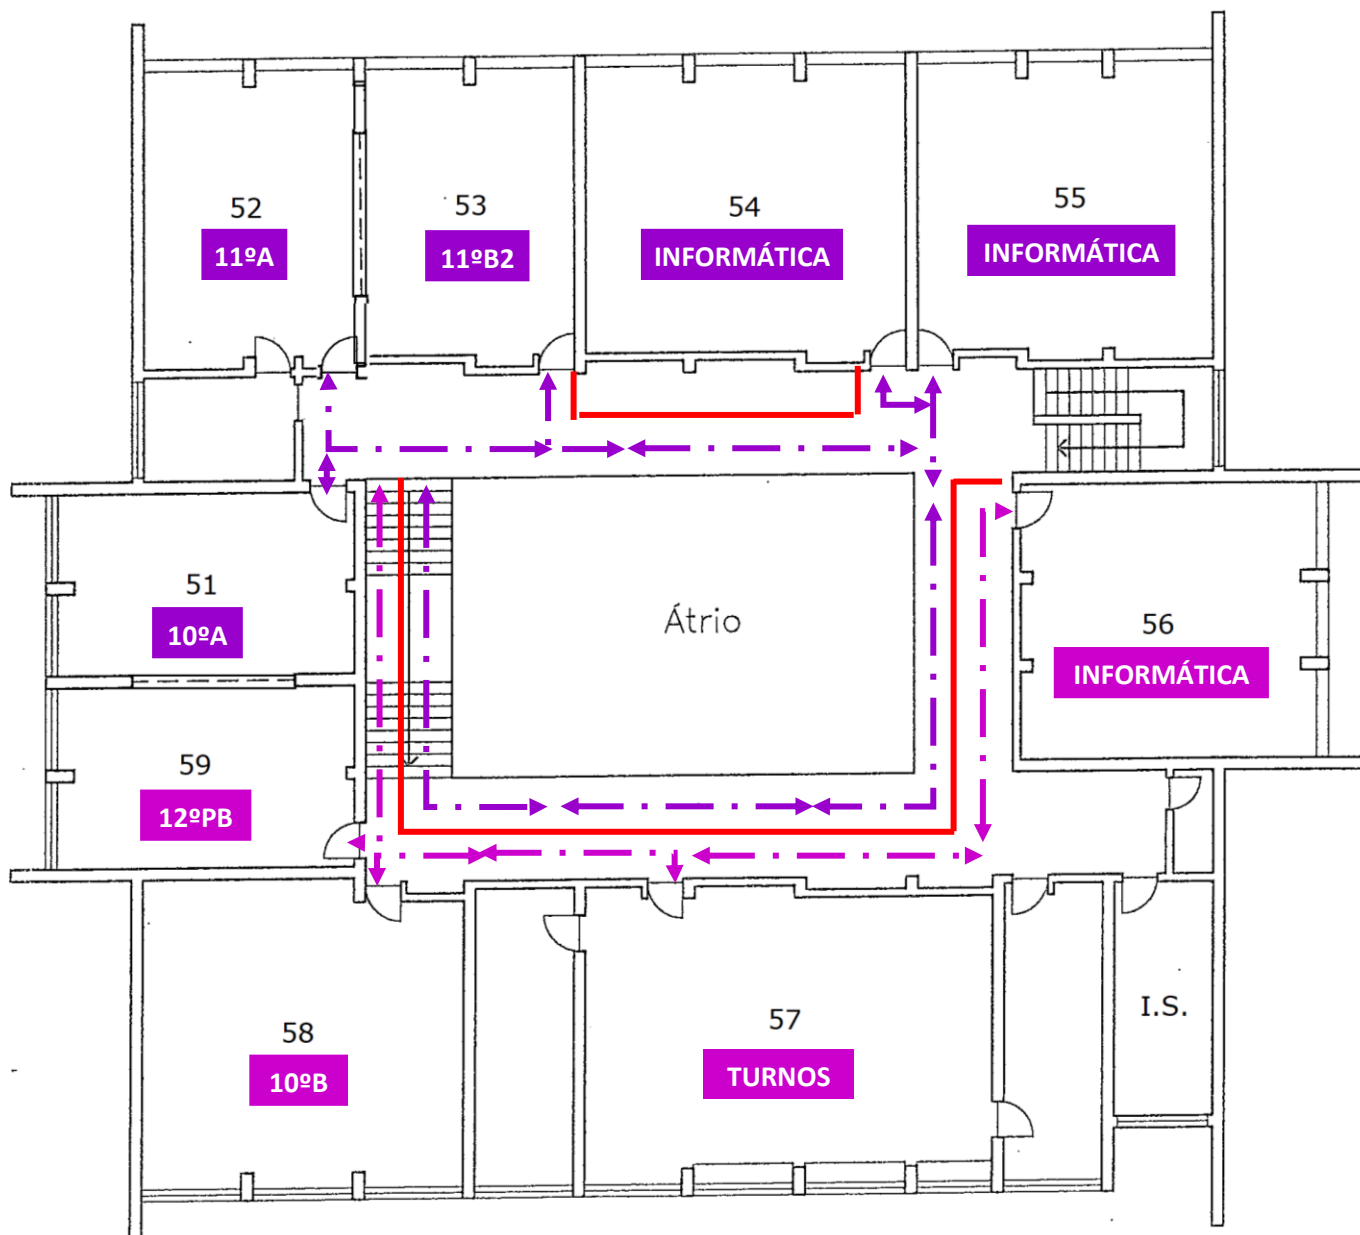 52
11ºA
53
11ºB2
54
INFORMÁTICA
55
INFORMÁTICA
51
10ºA
Átrio
56
INFORMÁTICA
59
12ºPB
58
10ºB
57
TURNOS
I.S.